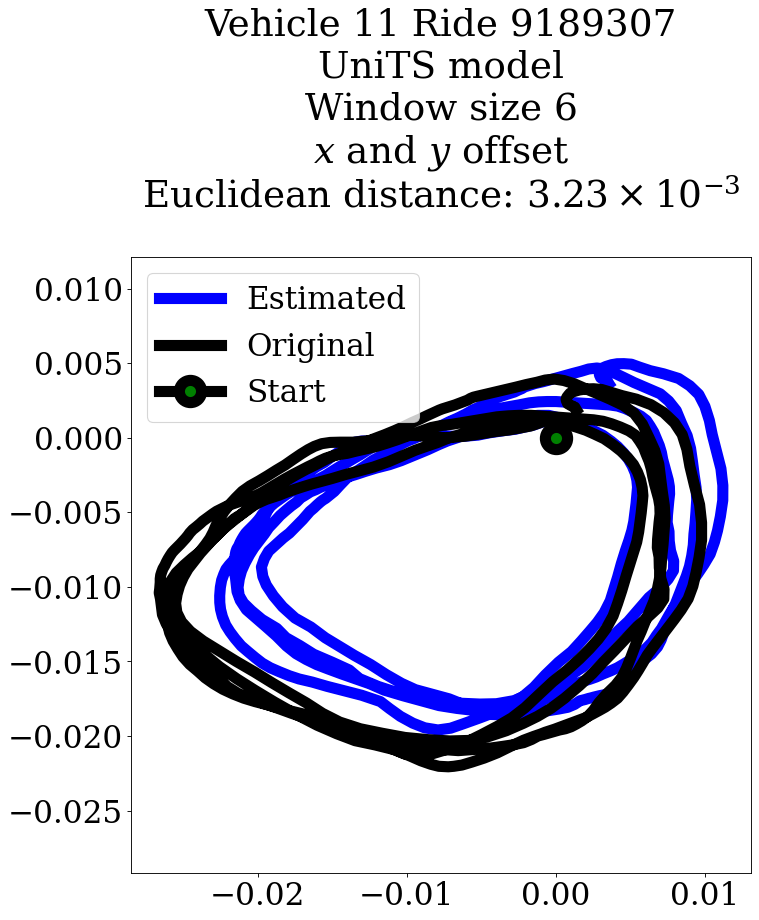 Vehicle 11 Ride 9189307
UniTS model
Window size 6
x and y offset
Euclidean distance: 3.23 × 10⁻³
Estimated
Original
Start
0.010
0.005
0.000
−0.005
−0.010
−0.015
−0.020
−0.025
−0.02 −0.01 0.00 0.01